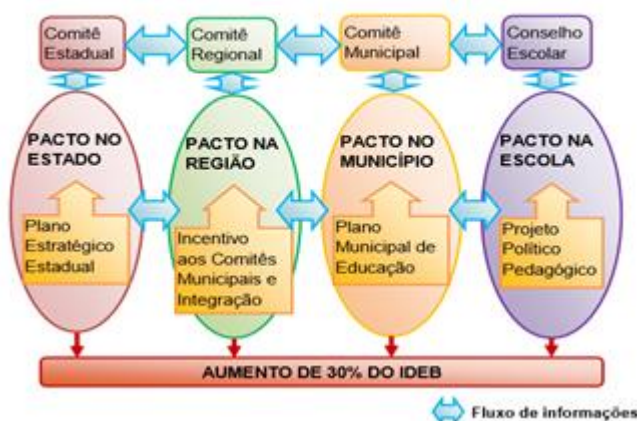 Comitê
Estadual
Comitê
Regional
Comitê
Municipal
Conselho
Escolar
PACTO NO
ESTADO
PACTO NA
REGIÃO
PACTO NO
MUNICÍPIO
PACTO NA
ESCOLA
Plano
Estratégico
Estadual
Incentivo
aos Comitês
Municipais e
Integração
Plano
Municipal de
Educação
Projeto
Político
Pedagógico
AUMENTO DE 30% DO IDEB
Fluxo de informações